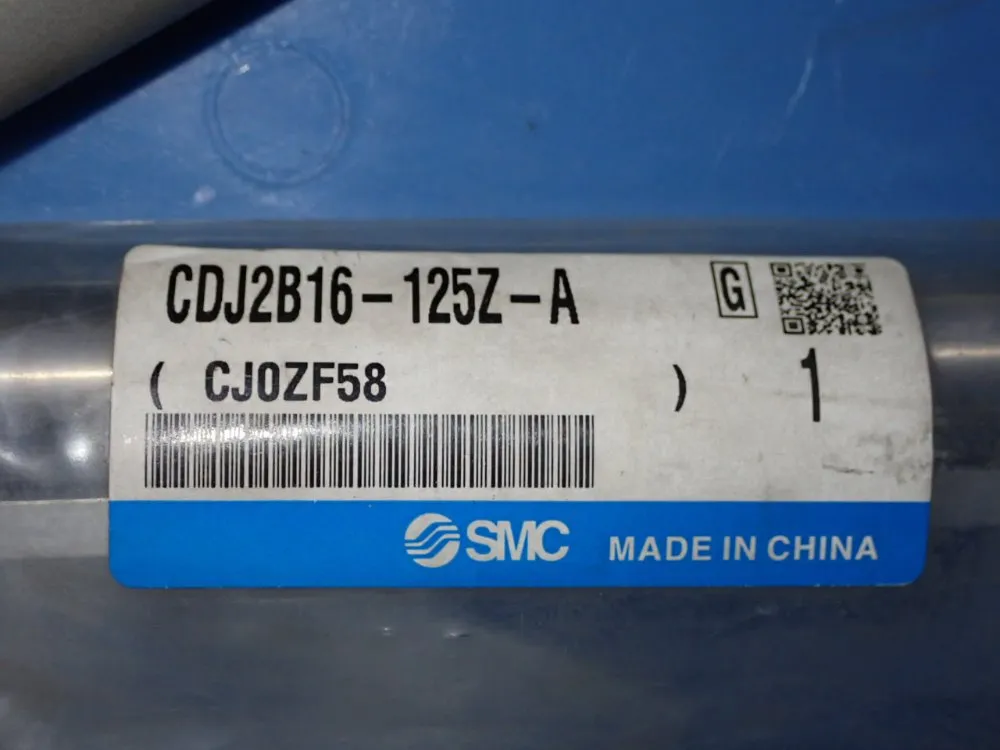 CDJ2B16-125Z-A G
( CJ0ZF58 ) 1
SMC MADE IN CHINA